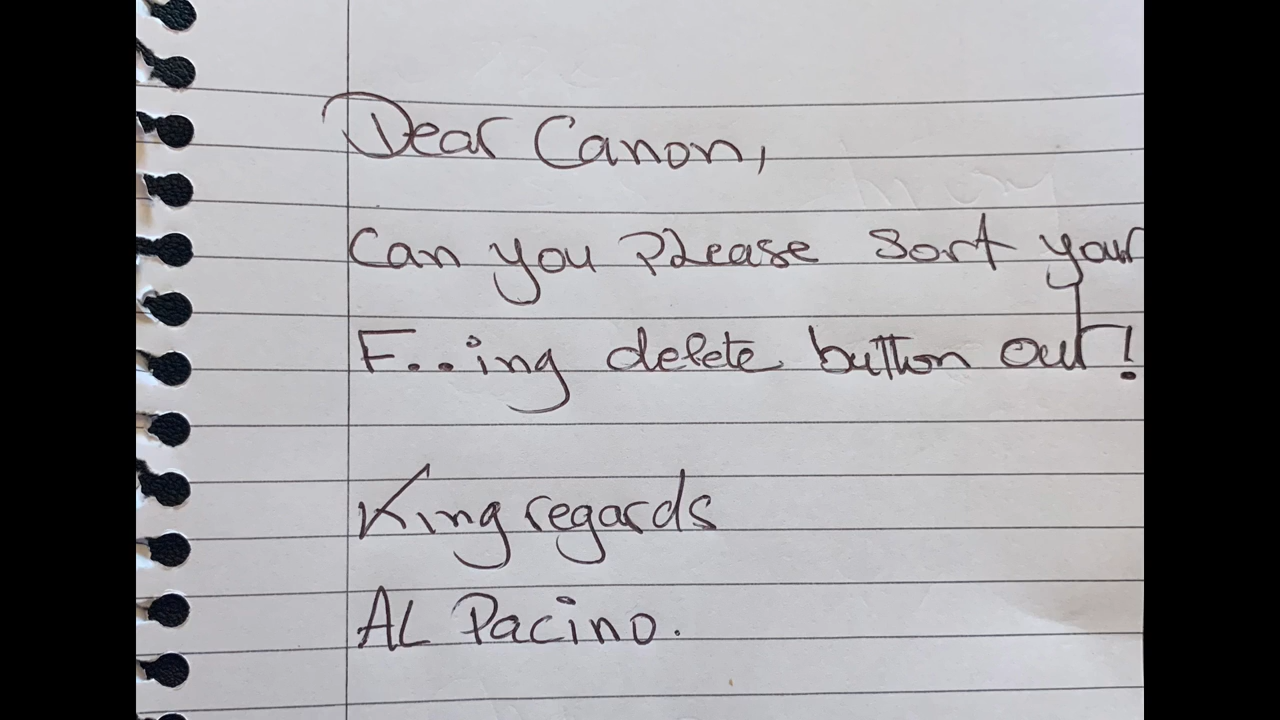 Dear Canon,
Can you Please sort your
F..ing delete button out!
King regards
AL Pacino.